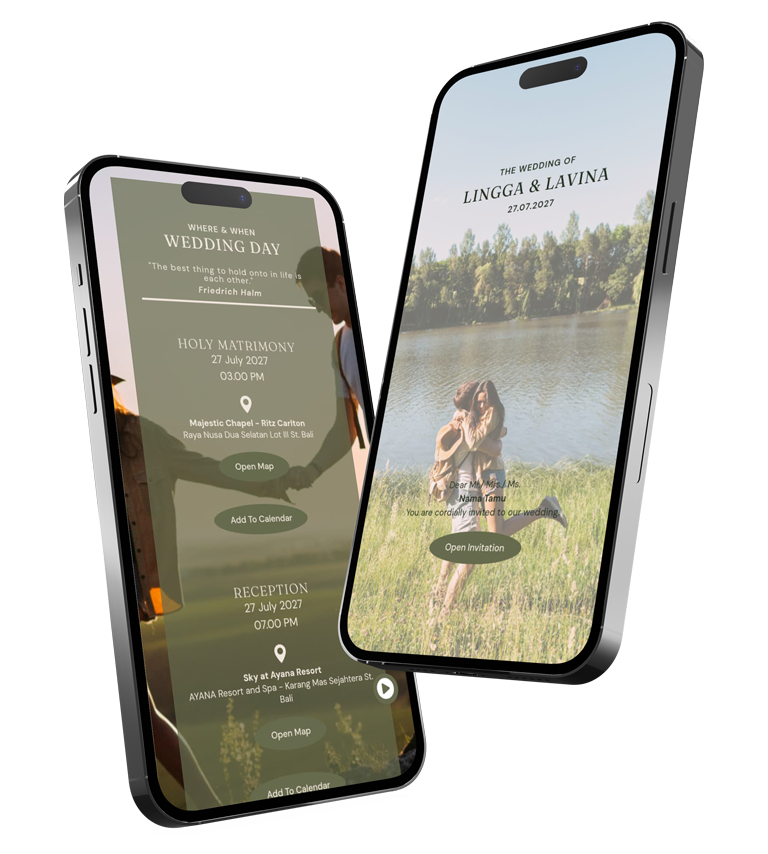 WHERE & WHEN
WEDDING DAY
"The best thing to hold onto in life is
each other."
Friedrich Halm
HOLY MATRIMONY
27 July 2027
03.00 PM
Majestic Chapel - Ritz Carlton
Raya Nusa Dua Selatan Lot III St. Bali
Open Map
Add To Calendar
RECEPTION
27 July 2027
07.00 PM
Sky at Ayana Resort
AYANA Resort and Spa - Karang Mas Sejahtera St.
Bali
Open Map
Add To Calendar
THE WEDDING OF
LINGGA & LAVINA
27.07.2027
Dear Mr./ Mrs./ Ms.
Nama Tamu
You are cordially invited to our wedding.
Open Invitation